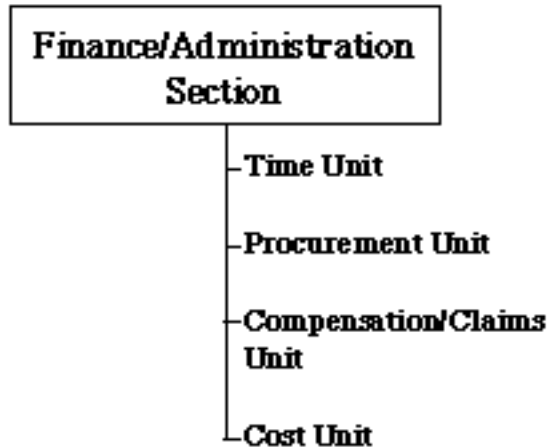 Finance/Administration
Section
Time Unit
Procurement Unit
Compensation/Claims
Unit
Cost Unit